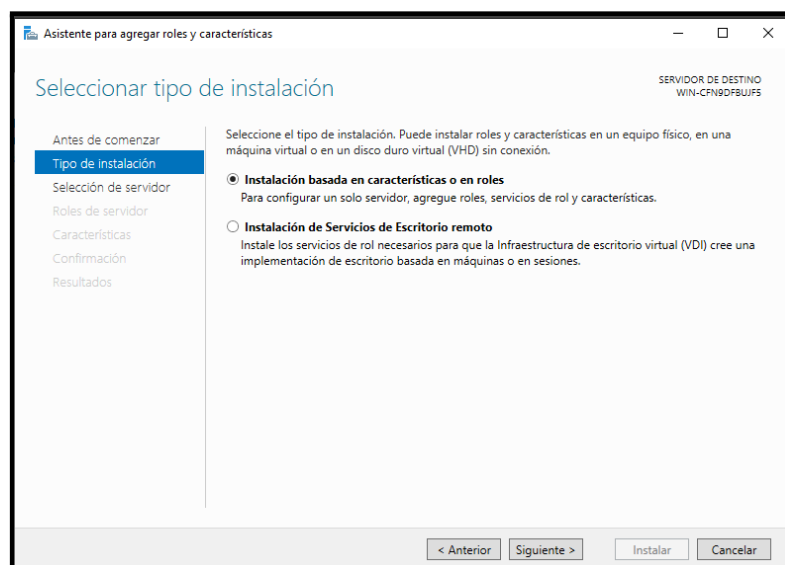 Asistente para agregar roles y características
Seleccionar tipo de instalación
SERVIDOR DE DESTINO
WIN-CFN9DFBUJF5
Antes de comenzar
Tipo de instalación
Selección de servidor
Roles de servidor
Características
Confirmación
Resultados
Seleccione el tipo de instalación. Puede instalar roles y características en un equipo físico, en una
máquina virtual o en un disco duro virtual (VHD) sin conexión.
Instalación basada en características o en roles
Para configurar un solo servidor, agregue roles, servicios de rol y características.
Instalación de Servicios de Escritorio remoto
Instale los servicios de rol necesarios para que la Infraestructura de escritorio virtual (VDI) cree una
implementación de escritorio basada en máquinas o en sesiones.
< Anterior Siguiente > Instalar Cancelar